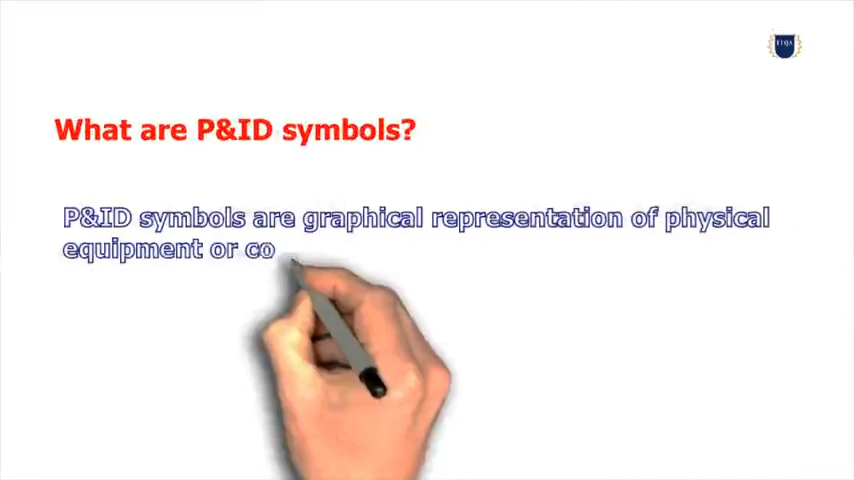 What are P&ID symbols?
P&ID symbols are graphical representation of physical
equipment or co